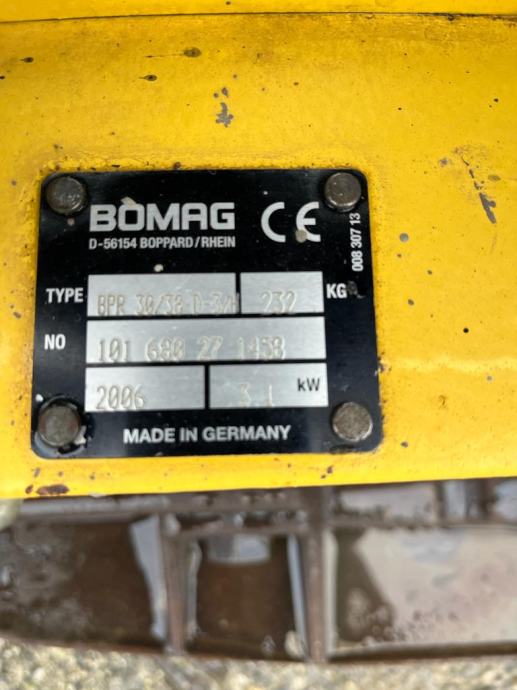 BOMAG CE
D-56154 BOPPARD/RHEIN
008 307 13
TYPE BPR 30/38 D-3/H 232 KG
NO 101 680 27 1458
2006 3,1 kW
MADE IN GERMANY